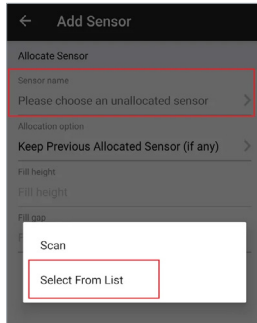 ← Add Sensor
Allocate Sensor
Sensor name
Please choose an unallocated sensor
Allocation option
Keep Previous Allocated Sensor (if any)
Fill height
Fill height
Fill gap
Scan
Select From List